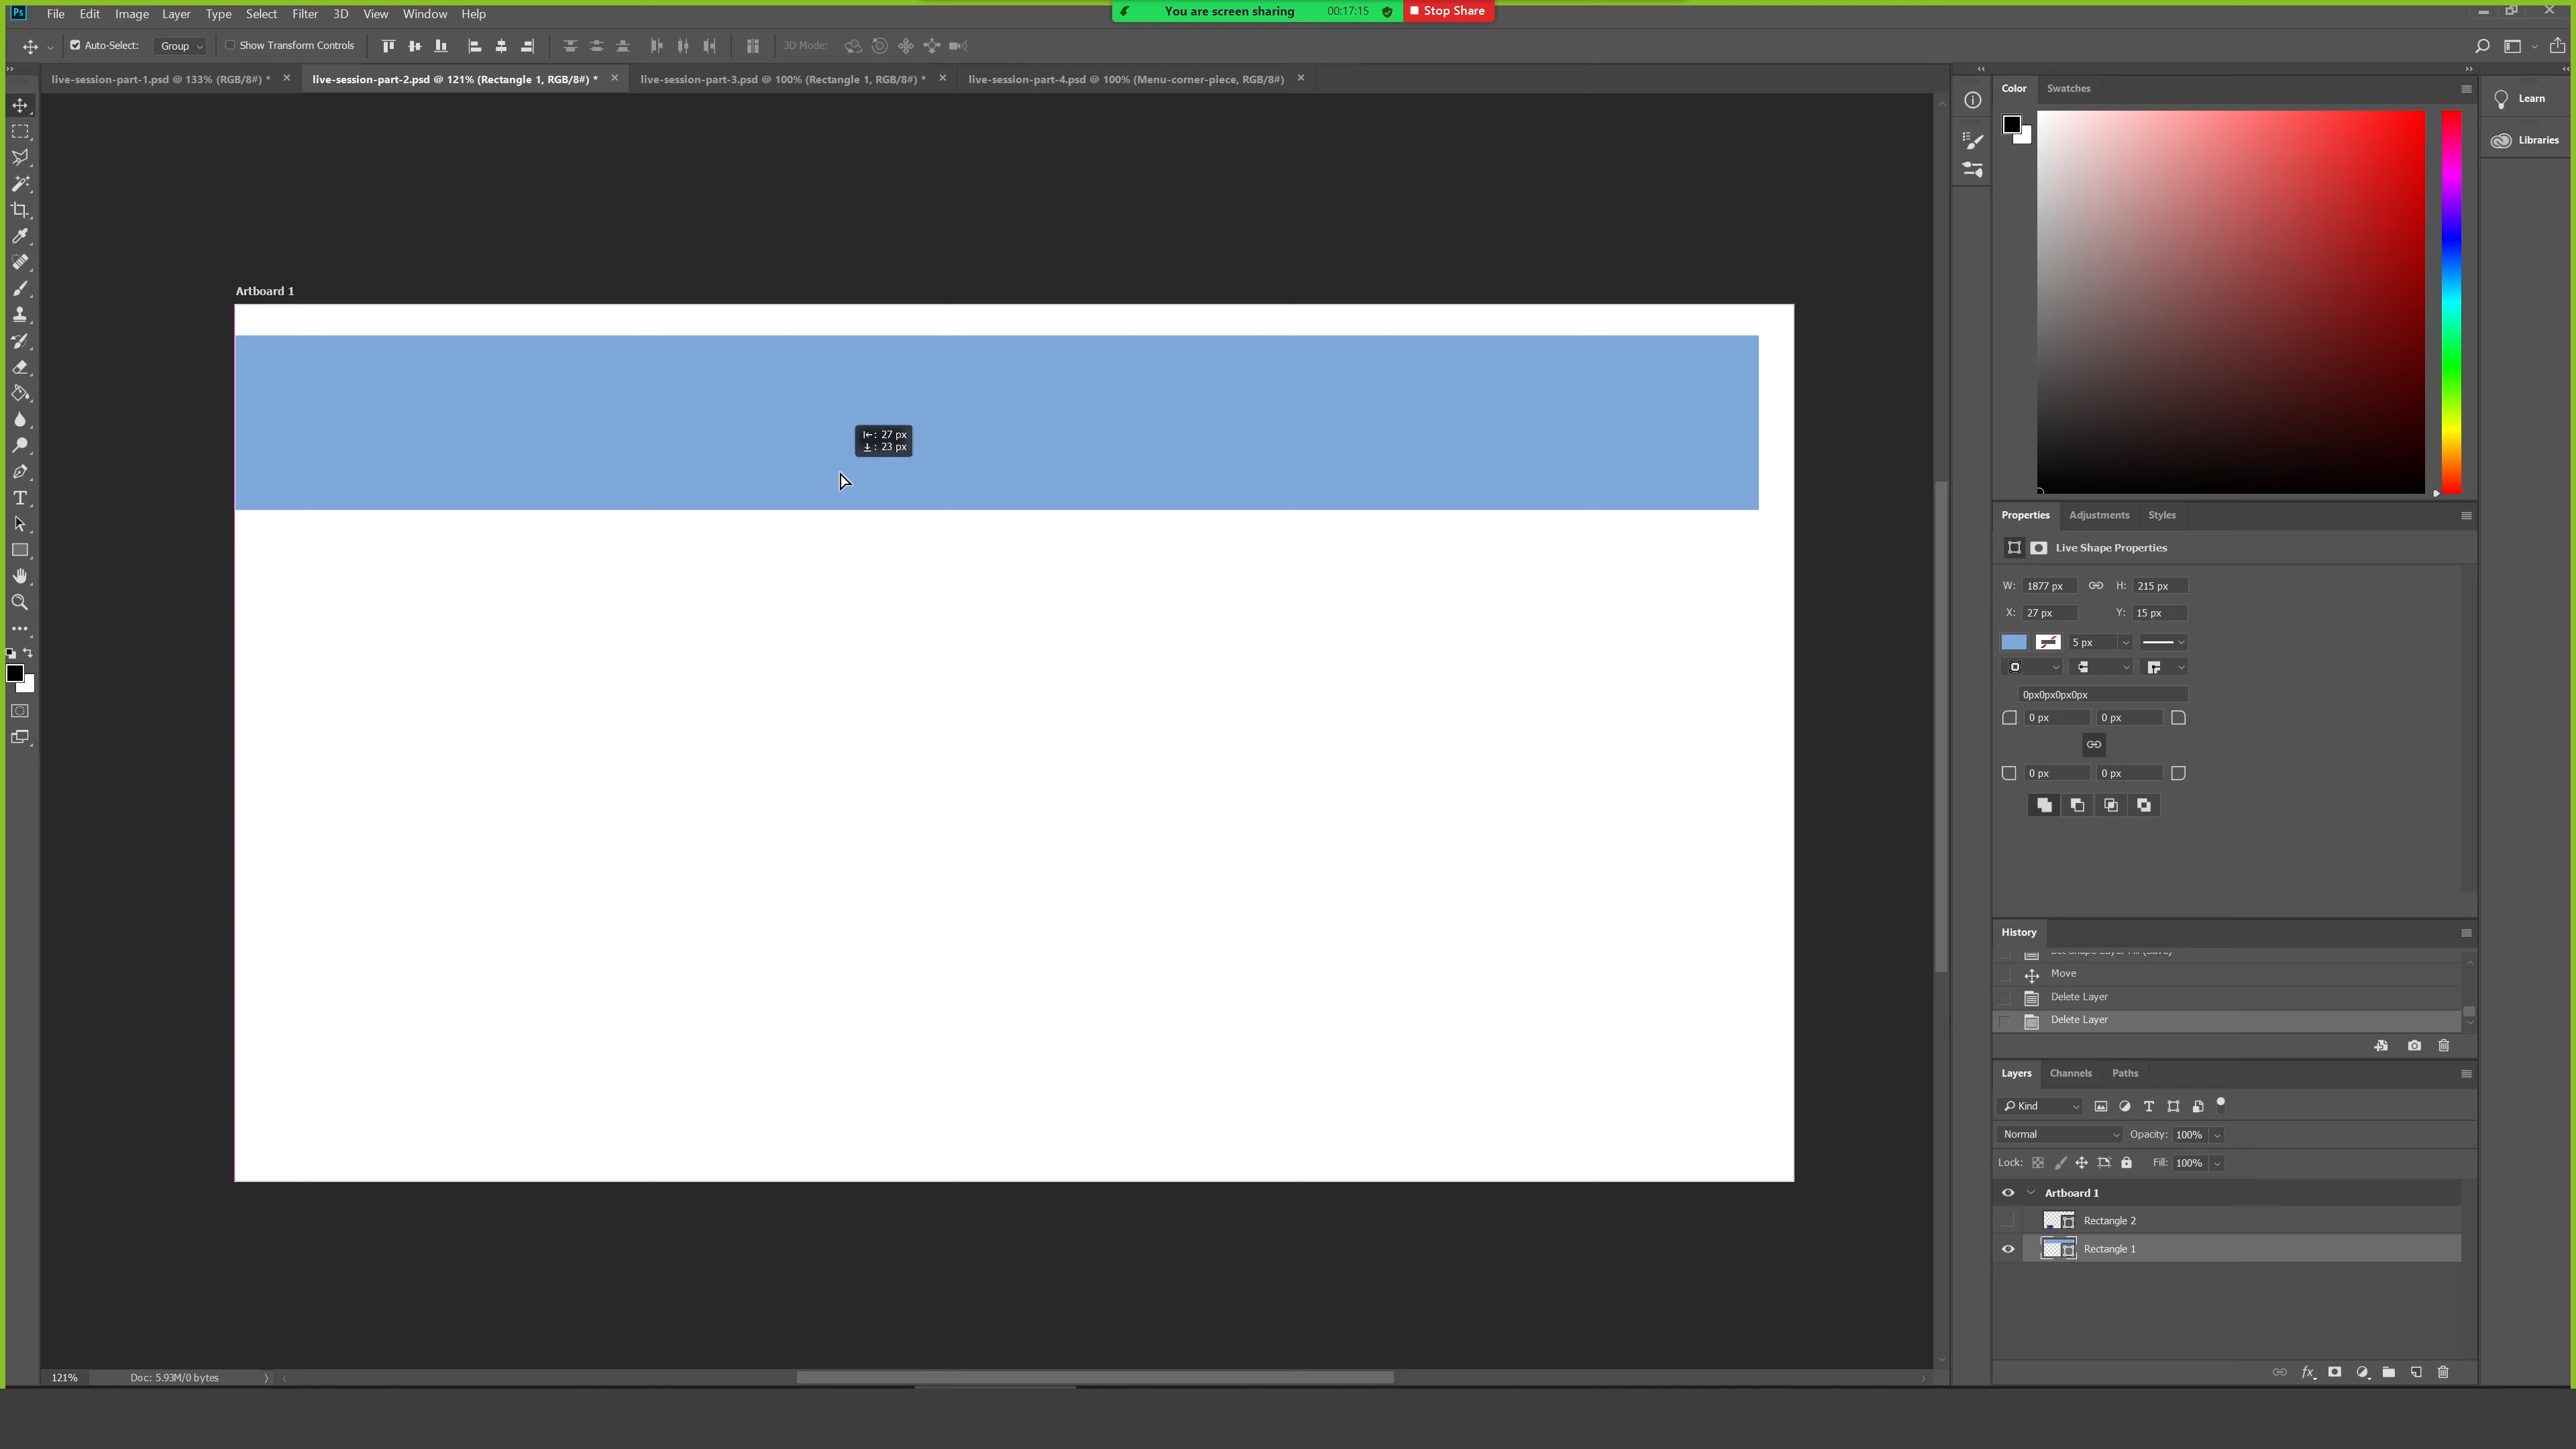 Ps File Edit Image Layer Type Select Filter 3D View Window Help
You are screen sharing 00:17:15 Stop Share
Auto-Select: Group Show Transform Controls 3D Mode:
live-session-part-1.psd @ 133% (RGB/8#) *
live-session-part-2.psd @ 121% (Rectangle 1, RGB/8#) *
live-session-part-3.psd @ 100% (Rectangle 1, RGB/8#) *
live-session-part-4.psd @ 100% (Menu-corner-piece, RGB/8#)
Color Swatches
Learn
Libraries
Artboard 1
: 27 px
: 23 px
Properties Adjustments Styles
Live Shape Properties
W: 1877 px H: 215 px
X: 27 px Y: 15 px
5 px
0px0px0px0px
0 px 0 px
0 px 0 px
History
Move
Delete Layer
Delete Layer
Layers Channels Paths
Kind
Normal Opacity: 100%
Lock: Fill: 100%
Artboard 1
Rectangle 2
Rectangle 1
fx
121% Doc: 5.93M/0 bytes